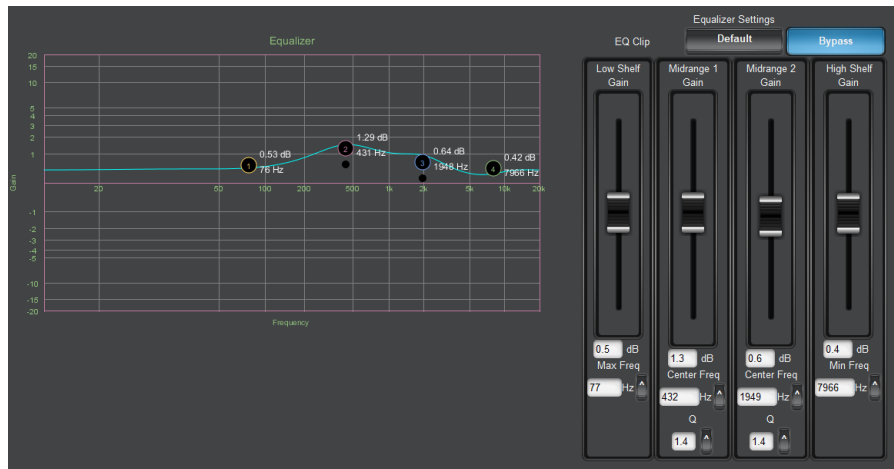 Equalizer
20
15
10
5
4
3
2
1
Gain
-1
-2
-3
-4
-5
-10
-15
-20
20 50 100 200 500 1k 2k 5k 10k 20k
1 0.53 dB
76 Hz
2 1.29 dB
431 Hz
3 0.64 dB
1948 Hz
4 0.42 dB
7966 Hz
Frequency
Equalizer Settings
EQ Clip Default Bypass
Low Shelf Midrange 1 Midrange 2 High Shelf
Gain Gain Gain Gain
0.5 dB 1.3 dB 0.6 dB 0.4 dB
Max Freq Center Freq Center Freq Min Freq
77 Hz 432 Hz 1949 Hz 7966 Hz
Q Q
1.4 1.4